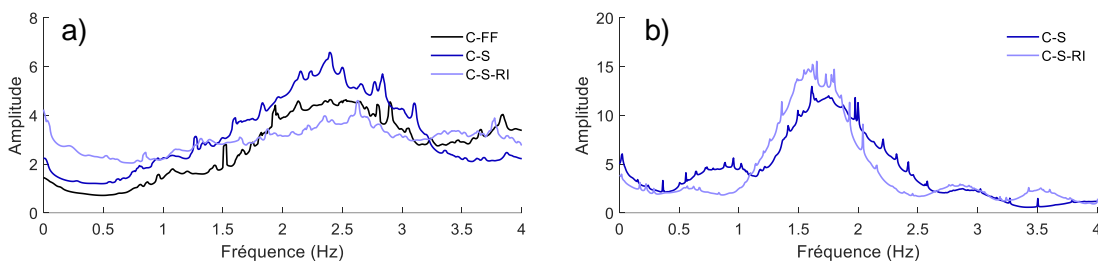 a)
C-FF
C-S
C-S-RI
Amplitude
8
6
4
2
0
0 0.5 1 1.5 2 2.5 3 3.5 4
Fréquence (Hz)
b)
C-S
C-S-RI
Amplitude
20
15
10
5
0
0 0.5 1 1.5 2 2.5 3 3.5 4
Fréquence (Hz)